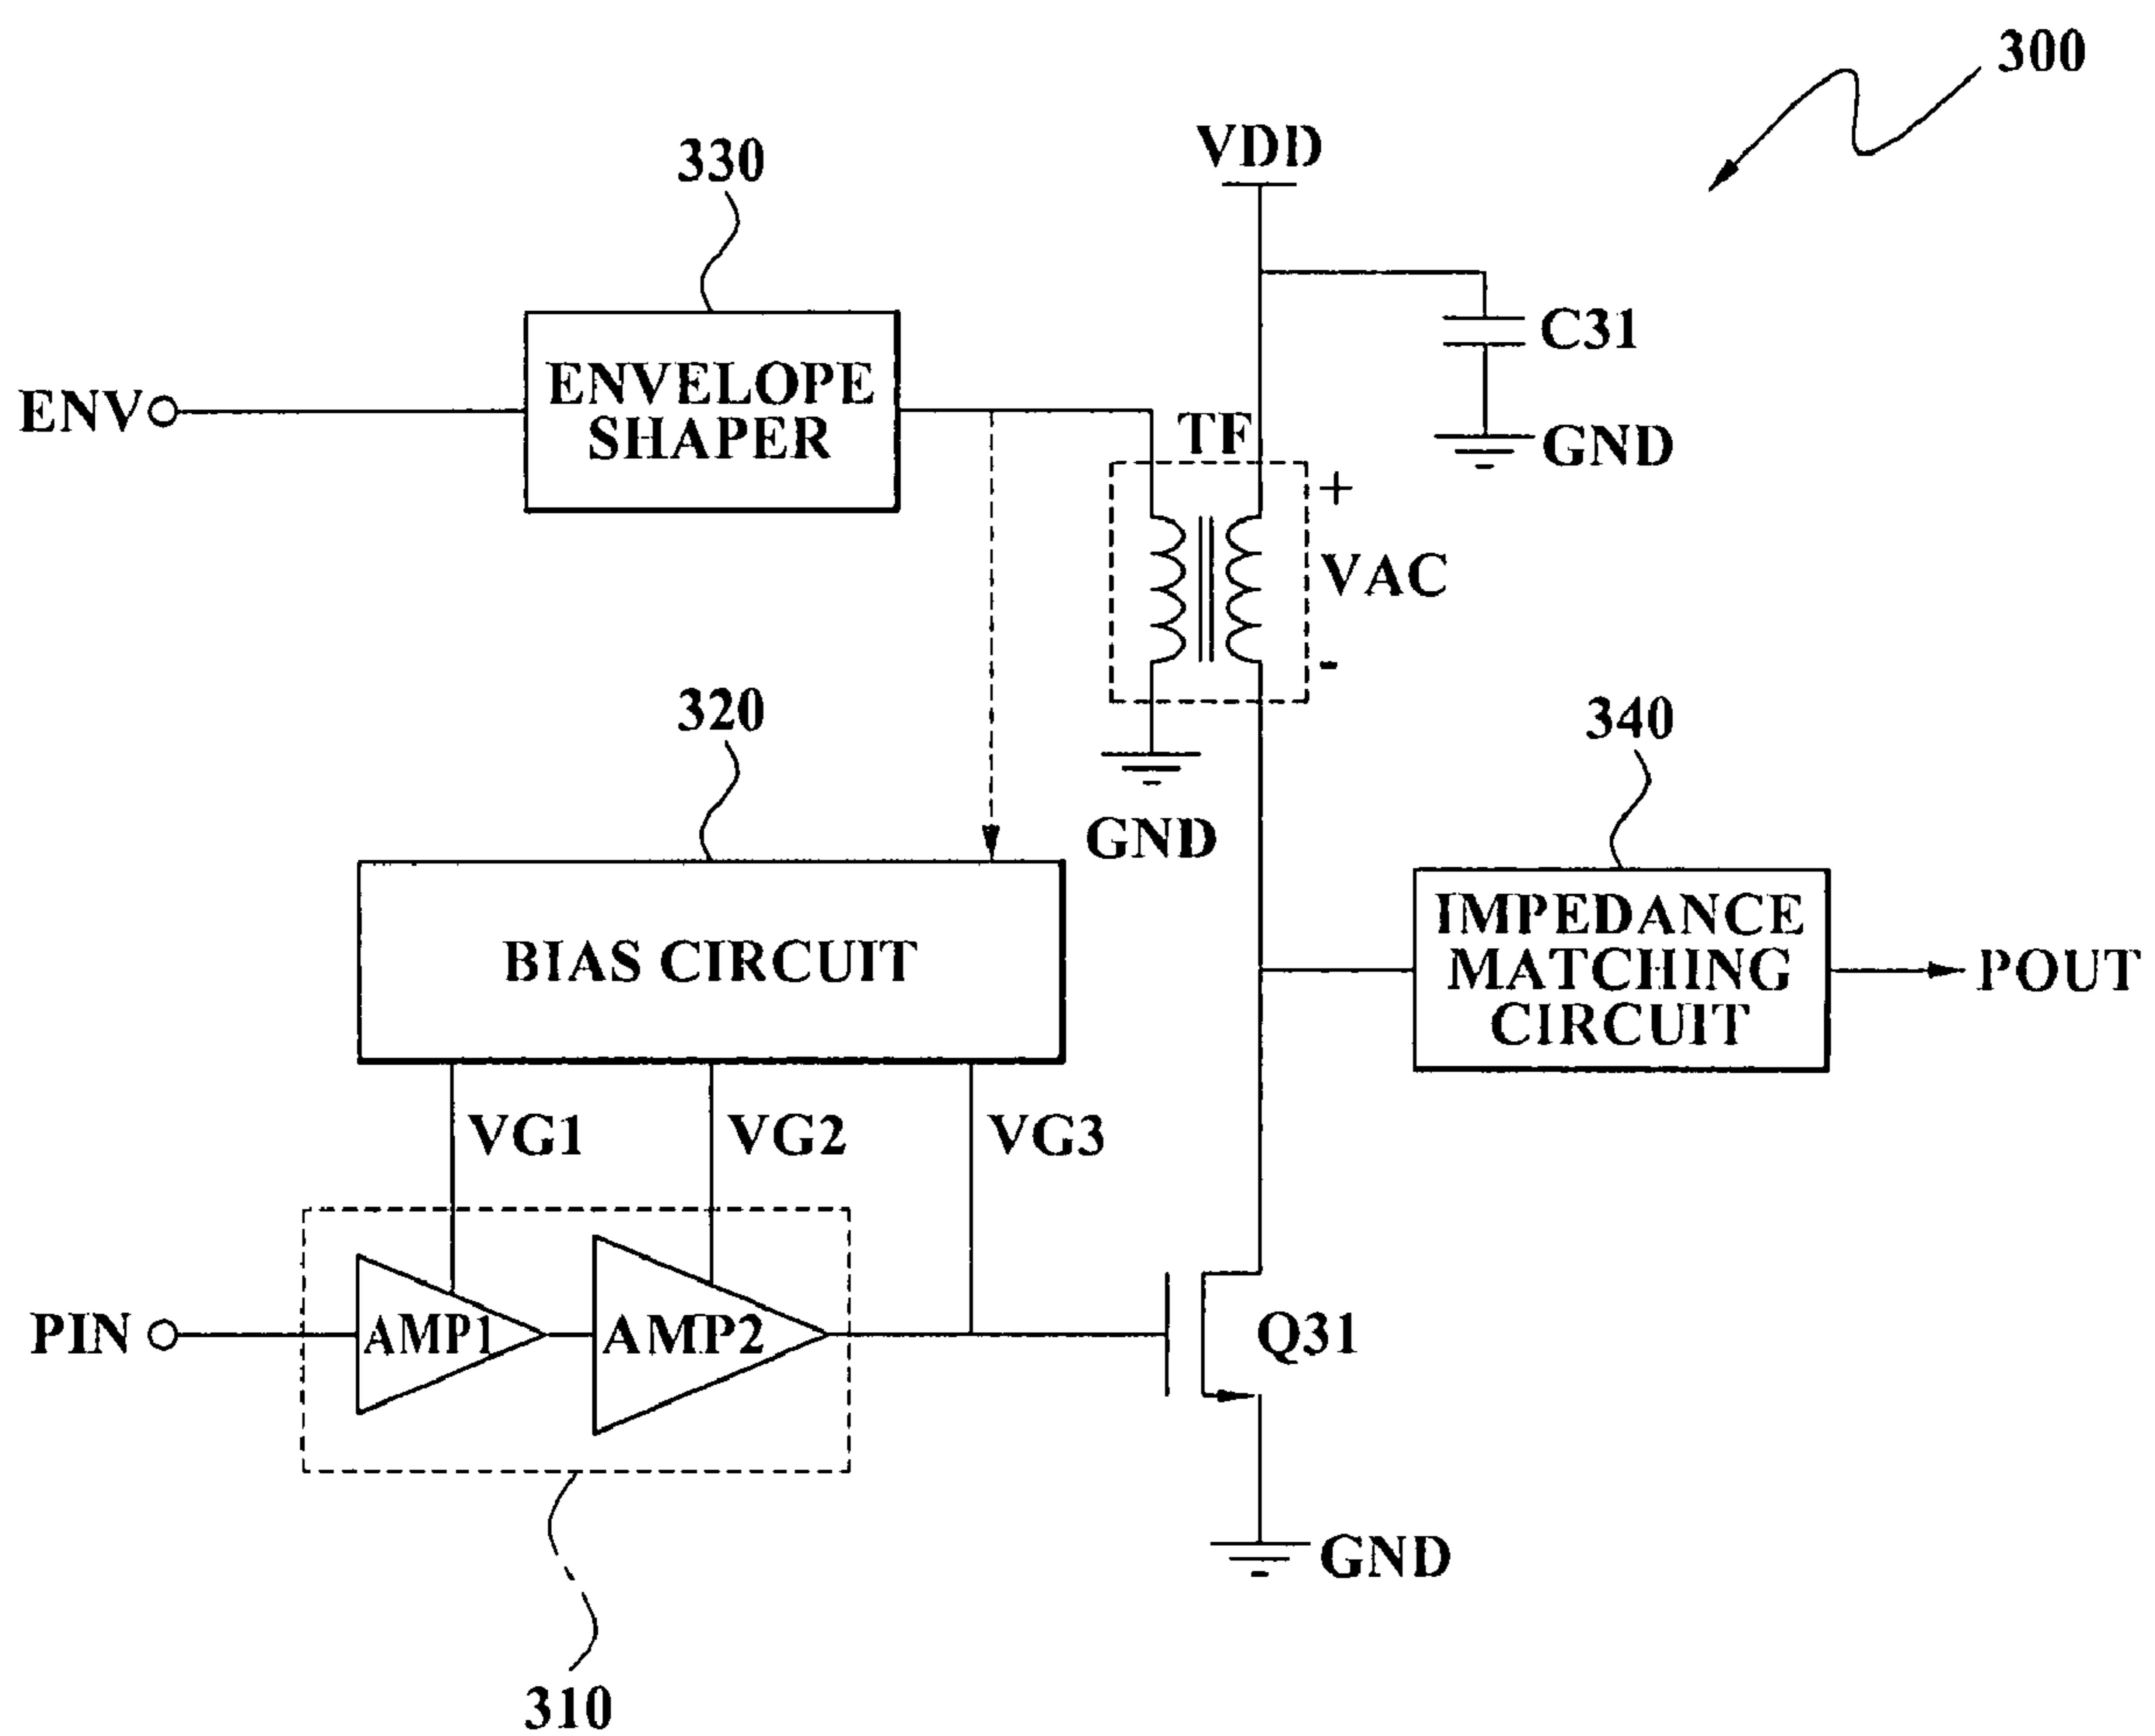 300
VDD
330
C31
ENVELOPE
SHAPER
ENV
TF
GND
+
VAC
-
320
340
GND
BIAS CIRCUIT
IMPEDANCE
MATCHING
CIRCUIT
POUT
VG1
VG2
VG3
PIN
AMP1
AMP2
Q31
GND
310